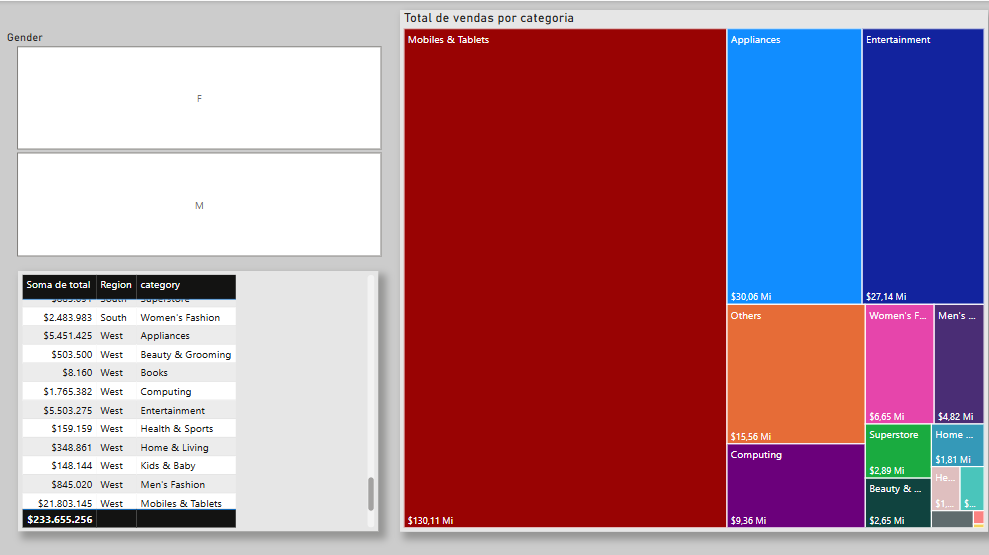 Gender
F
M
Soma de total Region category
South Superstore
$2.483.983 South Women's Fashion
$5.451.425 West Appliances
$503.500 West Beauty & Grooming
$8.160 West Books
$1.765.382 West Computing
$5.503.275 West Entertainment
$159.159 West Health & Sports
$348.861 West Home & Living
$148.144 West Kids & Baby
$845.020 West Men's Fashion
$21.803.145 West Mobiles & Tablets
$233.655.256
Total de vendas por categoria
Mobiles & Tablets
$130,11 Mi
Appliances
$30,06 Mi
Entertainment
$27,14 Mi
Others
$15,56 Mi
Computing
$9,36 Mi
Women's F...
$6,65 Mi
Men's ...
$4,82 Mi
Superstore
$2,89 Mi
Home ...
$1,81 Mi
Beauty & ...
$2,65 Mi
He...
$1,...
$...